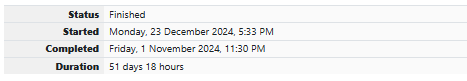 Status Finished
Started Monday, 23 December 2024, 5:33 PM
Completed Friday, 1 November 2024, 11:30 PM
Duration 51 days 18 hours